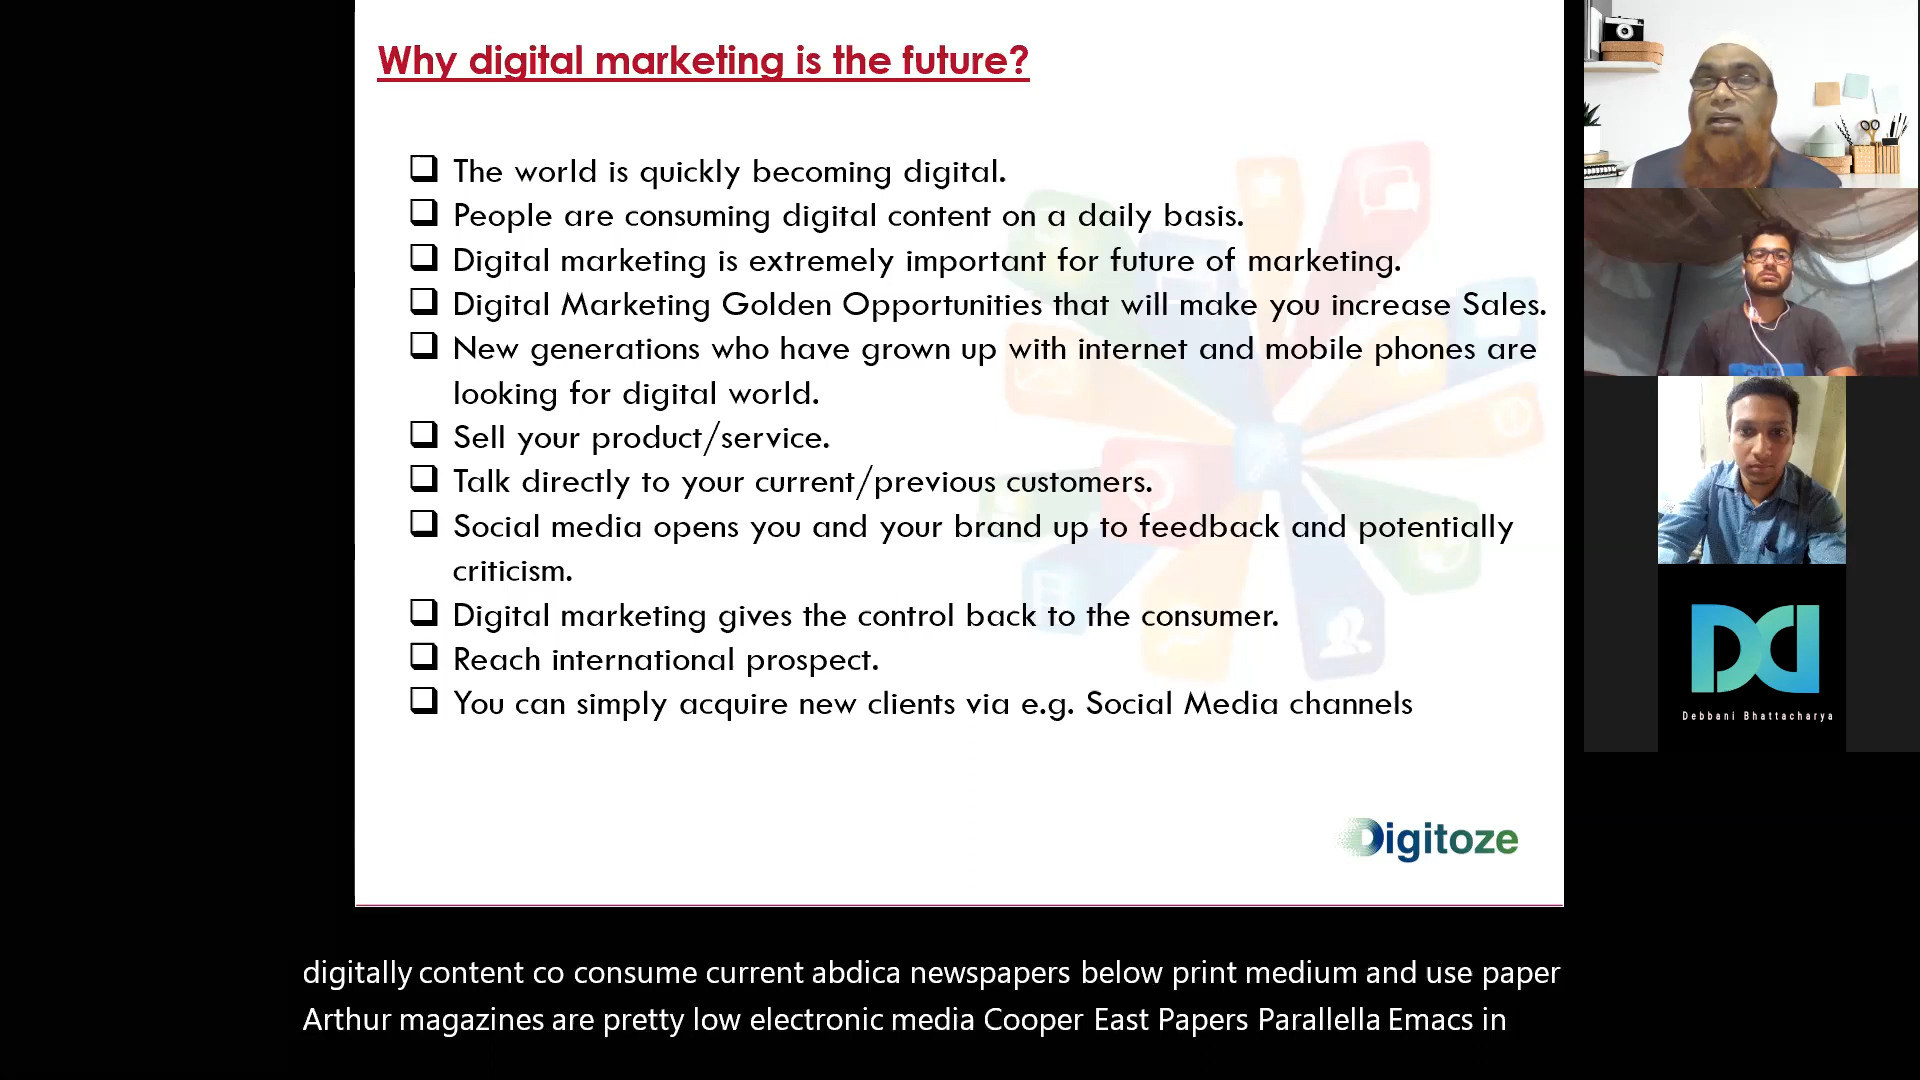 Why digital marketing is the future?
The world is quickly becoming digital.
People are consuming digital content on a daily basis.
Digital marketing is extremely important for future of marketing.
Digital Marketing Golden Opportunities that will make you increase Sales.
New generations who have grown up with internet and mobile phones are
looking for digital world.
Sell your product/service.
Talk directly to your current/previous customers.
Social media opens you and your brand up to feedback and potentially
criticism.
Digital marketing gives the control back to the consumer.
Reach international prospect.
You can simply acquire new clients via e.g. Social Media channels
Digitoze
DD
Debbani Bhattacharya
digitally content co consume current abdica newspapers below print medium and use paper
Arthur magazines are pretty low electronic media Cooper East Papers Parallella Emacs in